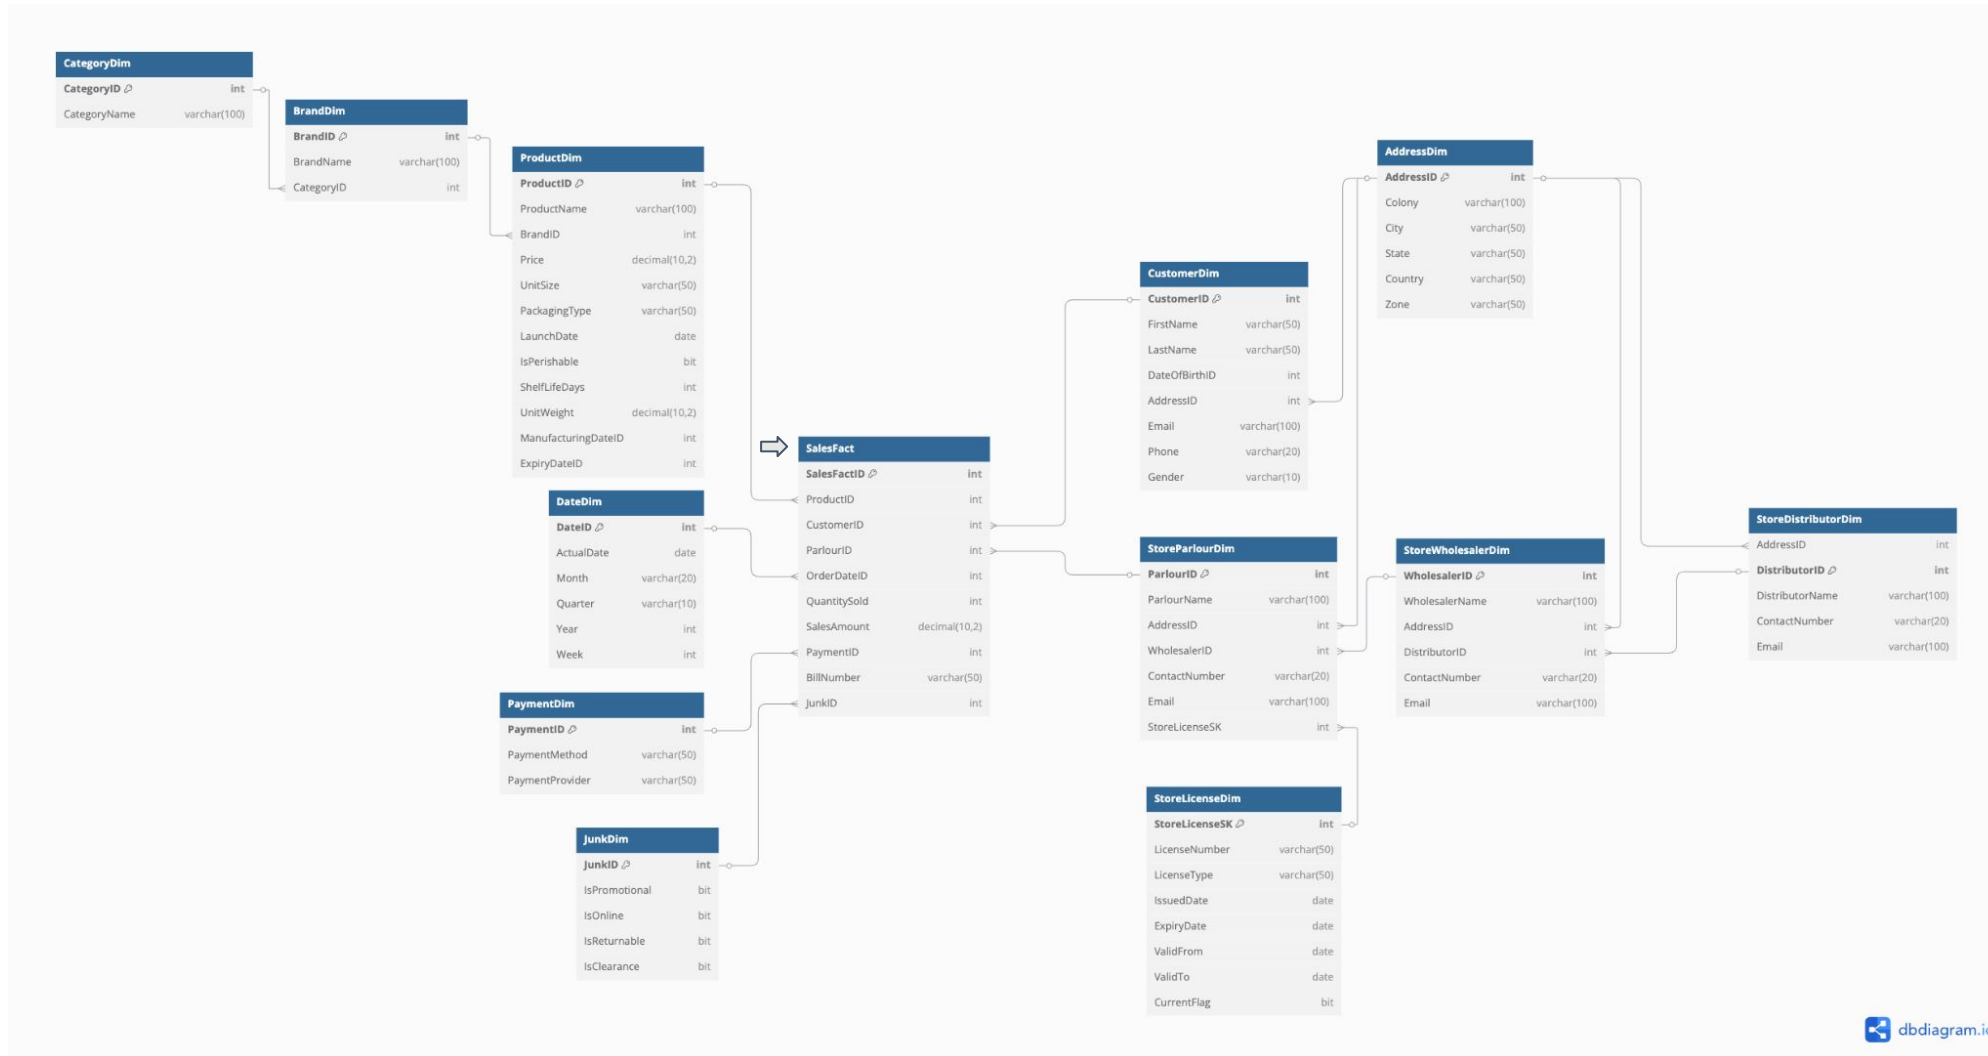 CategoryDim
CategoryID int
CategoryName varchar(100)
BrandDim
BrandID int
BrandName varchar(100)
CategoryID int
ProductDim
ProductID int
ProductName varchar(100)
BrandID int
Price decimal(10,2)
UnitSize varchar(50)
PackagingType varchar(50)
LaunchDate date
IsPerishable bit
ShelfLifeDays int
UnitWeight decimal(10,2)
ManufacturingDateID int
ExpiryDateID int
DateDim
DateID int
ActualDate date
Month varchar(20)
Quarter varchar(10)
Year int
Week int
PaymentDim
PaymentID int
PaymentMethod varchar(50)
PaymentProvider varchar(50)
JunkDim
JunkID int
IsPromotional bit
IsOnline bit
IsReturnable bit
IsClearance bit
SalesFact
SalesFactID int
ProductID int
CustomerID int
ParlourID int
OrderDateID int
QuantitySold int
SalesAmount decimal(10,2)
PaymentID int
BillNumber varchar(50)
JunkID int
CustomerDim
CustomerID int
FirstName varchar(50)
LastName varchar(50)
DateOfBirthID int
AddressID int
Email varchar(100)
Phone varchar(20)
Gender varchar(10)
StoreParlourDim
ParlourID int
ParlourName varchar(100)
AddressID int
WholesalerID int
ContactNumber varchar(20)
Email varchar(100)
StoreLicenseSK int
StoreLicenseDim
StoreLicenseSK int
LicenseNumber varchar(50)
LicenseType varchar(50)
IssuedDate date
ExpiryDate date
ValidFrom date
ValidTo date
CurrentFlag bit
AddressDim
AddressID int
Colony varchar(100)
City varchar(50)
State varchar(50)
Country varchar(50)
Zone varchar(50)
StoreWholesalerDim
WholesalerID int
WholesalerName varchar(100)
AddressID int
DistributorID int
ContactNumber varchar(20)
Email varchar(100)
StoreDistributorDim
AddressID int
DistributorID int
DistributorName varchar(100)
ContactNumber varchar(20)
Email varchar(100)
dbdiagram.io